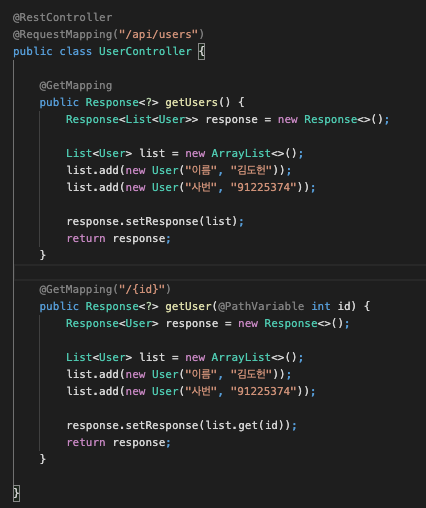 @RestController
@RequestMapping("/api/users")
public class UserController {
@GetMapping
public Response<?> getUsers() {
Response<List<User>> response = new Response<>();
List<User> list = new ArrayList<>();
list.add(new User("이름", "김도헌"));
list.add(new User("사번", "91225374"));
response.setResponse(list);
return response;
}
@GetMapping("/{id}")
public Response<?> getUser(@PathVariable int id) {
Response<User> response = new Response<>();
List<User> list = new ArrayList<>();
list.add(new User("이름", "김도헌"));
list.add(new User("사번", "91225374"));
response.setResponse(list.get(id));
return response;
}
}